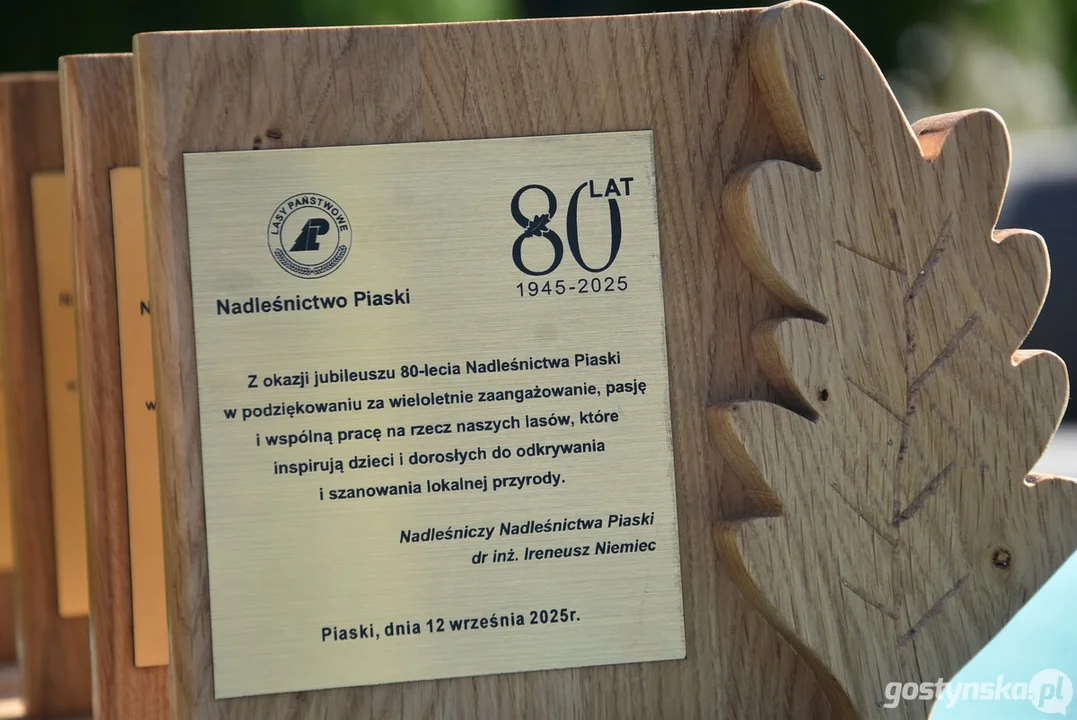 LASY PAŃSTWOWE
Nadleśnictwo Piaski
80 LAT
1945-2025
Z okazji jubileuszu 80-lecia Nadleśnictwa Piaski
w podziękowaniu za wieloletnie zaangażowanie, pasję
i wspólną pracę na rzecz naszych lasów, które
inspirują dzieci i dorosłych do odkrywania
i szanowania lokalnej przyrody.
Nadleśniczy Nadleśnictwa Piaski
dr inż. Ireneusz Niemiec
Piaski, dnia 12 września 2025r.
gostynska.pl